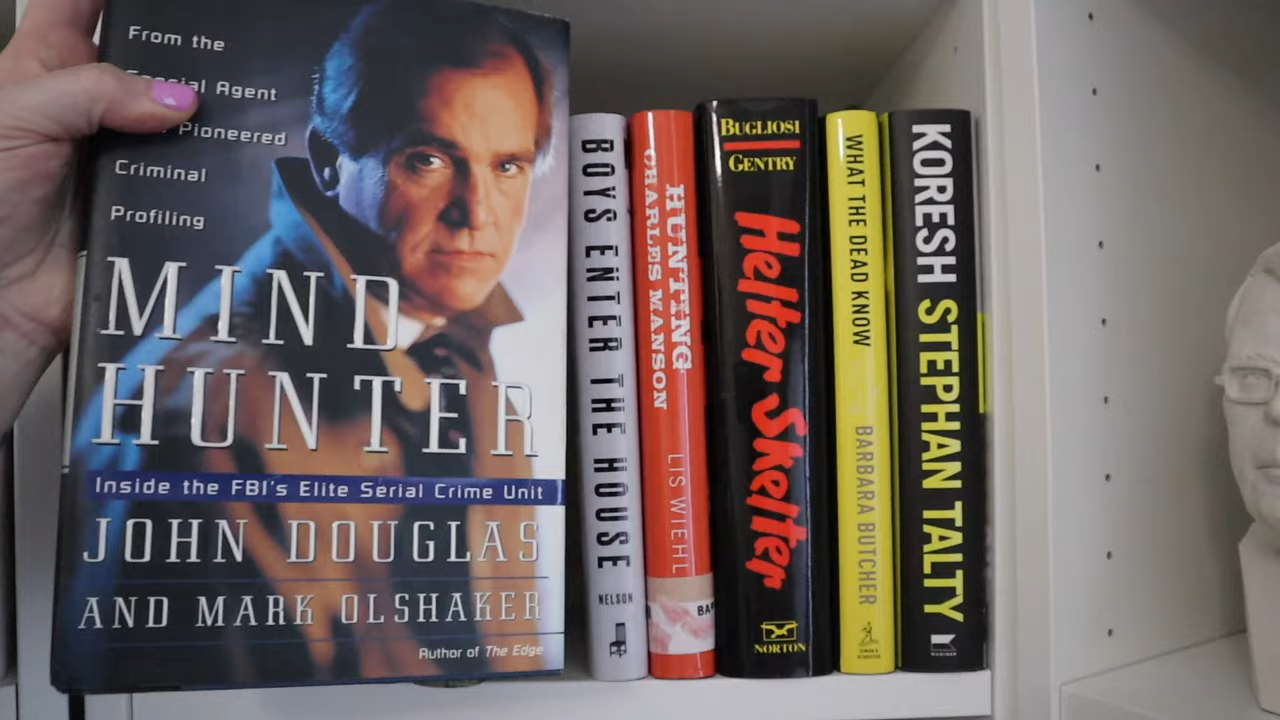 From the
Special Agent
Pioneered
Criminal
Profiling
MIND
HUNTER
Inside the FBI's Elite Serial Crime Unit
JOHN DOUGLAS
AND MARK OLSHAKER
Author of The Edge
BOYS ENTER THE HOUSE
NELSON
HUNTING
CHARLES MANSON
LIS WIEHL
BUGLIOSI
GENTRY
Helter Skelter
NORTON
WHAT THE DEAD KNOW
BARBARA BUTCHER
KORESH STEPHAN TALTY